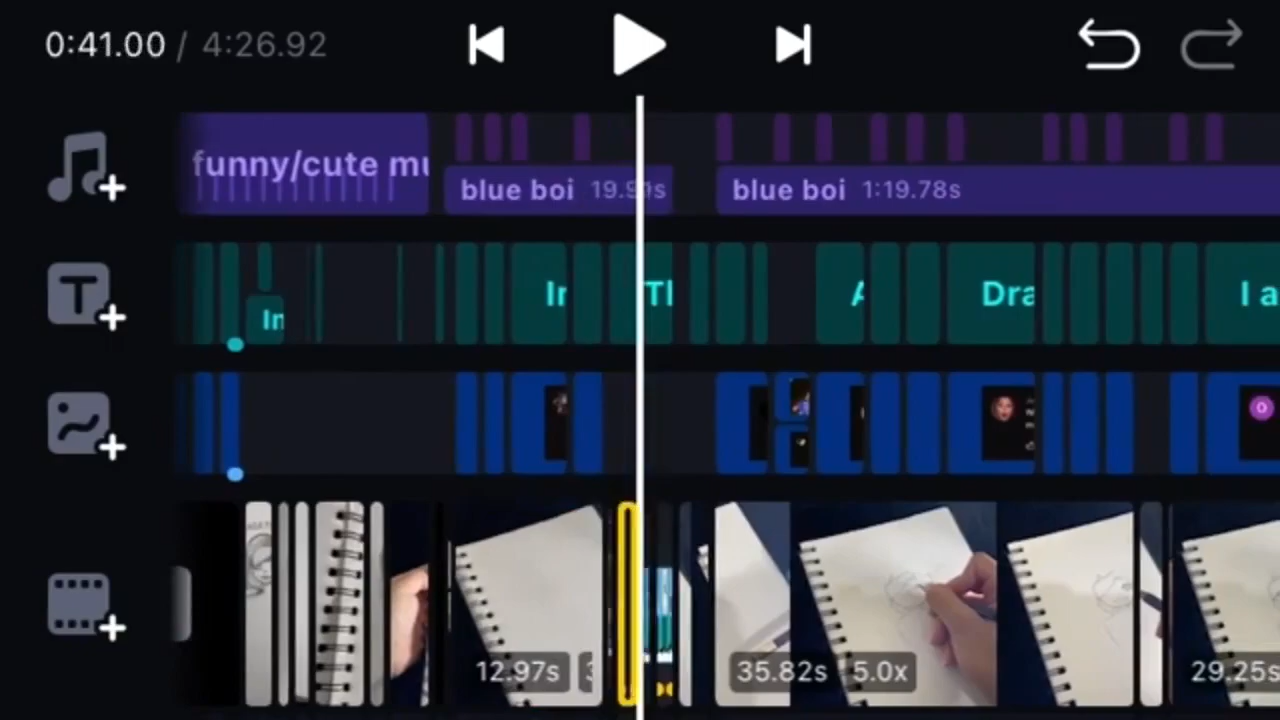 0:41.00 / 4:26.92
funny/cute mu
blue boi 19.91s
blue boi 1:19.78s
T
In
Dra
I a
In
12.97s
35.82s 5.0x
29.25s